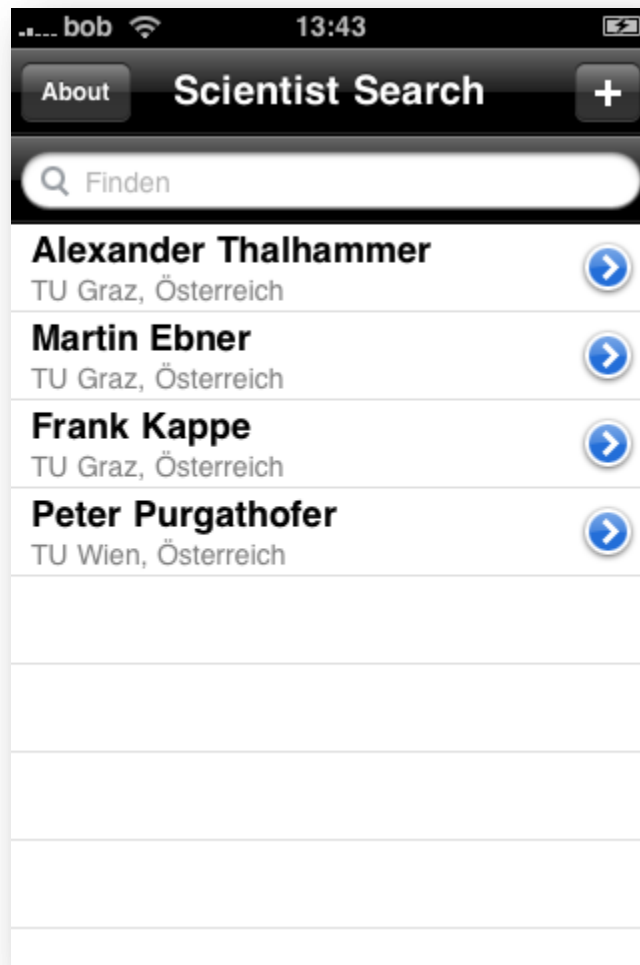 bob 13:43
About Scientist Search +
Finden
Alexander Thalhammer
TU Graz, Österreich
Martin Ebner
TU Graz, Österreich
Frank Kappe
TU Graz, Österreich
Peter Purgathofer
TU Wien, Österreich